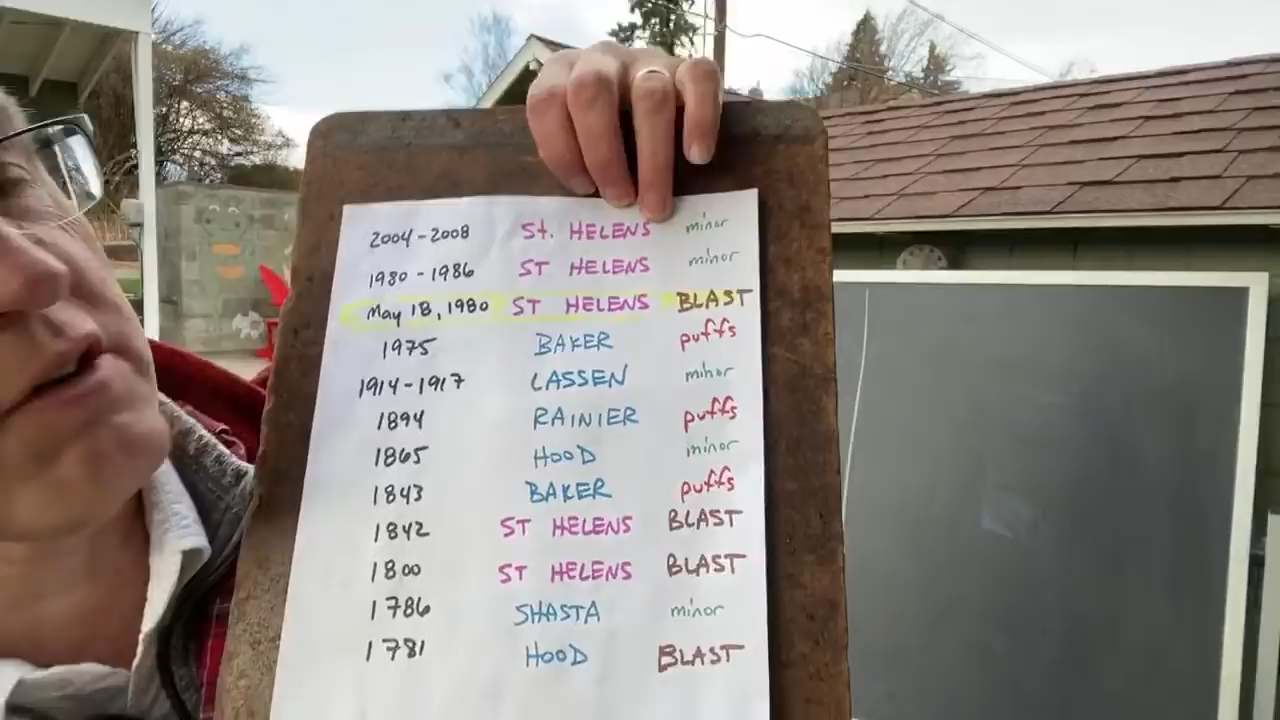 2004-2008 St. HELENS minor
1980-1986 ST HELENS minor
May 18, 1980 ST HELENS BLAST
1975 BAKER puffs
1914-1917 LASSEN minor
1894 RAINIER puffs
1865 HOOD minor
1843 BAKER puffs
1842 ST HELENS BLAST
1800 ST HELENS BLAST
1786 SHASTA minor
1781 HOOD BLAST